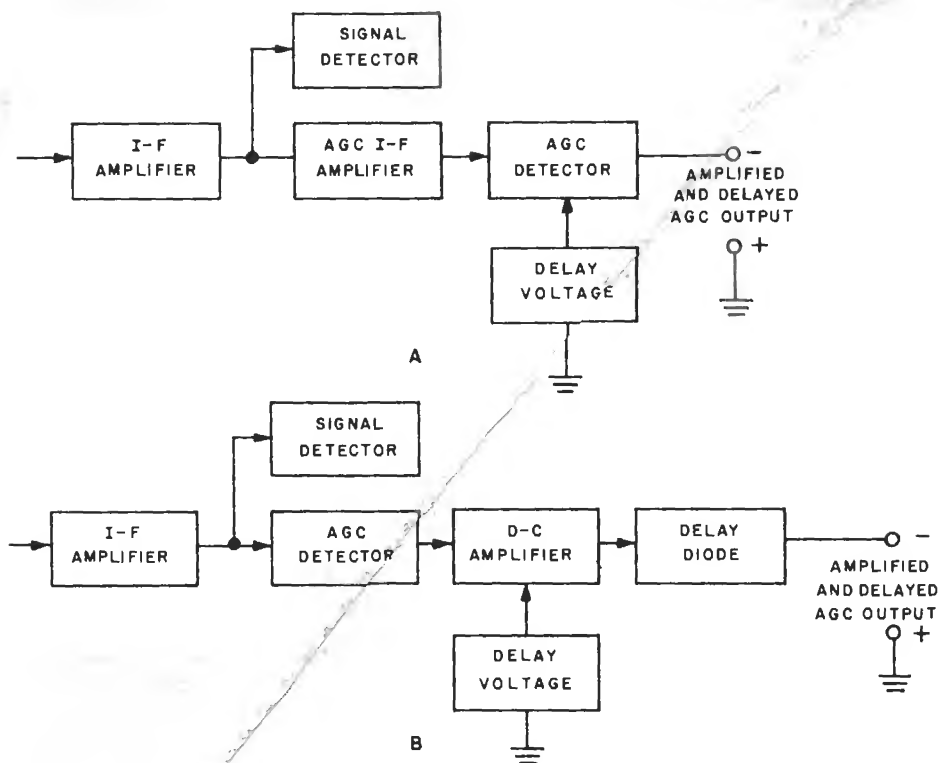 SIGNAL
DETECTOR
I-F
AMPLIFIER
AGC I-F
AMPLIFIER
AGC
DETECTOR
-
AMPLIFIED
AND DELAYED
AGC OUTPUT
+
DELAY
VOLTAGE
A
SIGNAL
DETECTOR
I-F
AMPLIFIER
AGC
DETECTOR
D-C
AMPLIFIER
DELAY
DIODE
-
AMPLIFIED
AND DELAYED
AGC OUTPUT
+
DELAY
VOLTAGE
B